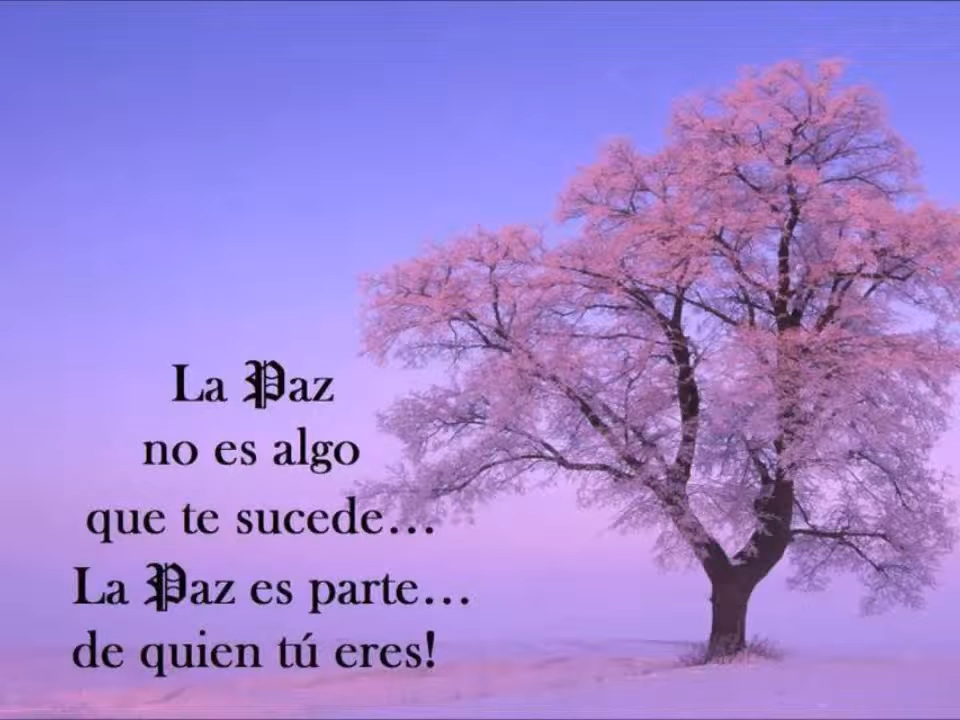 La Paz
no es algo
que te sucede...
La Paz es parte...
de quien tú eres!